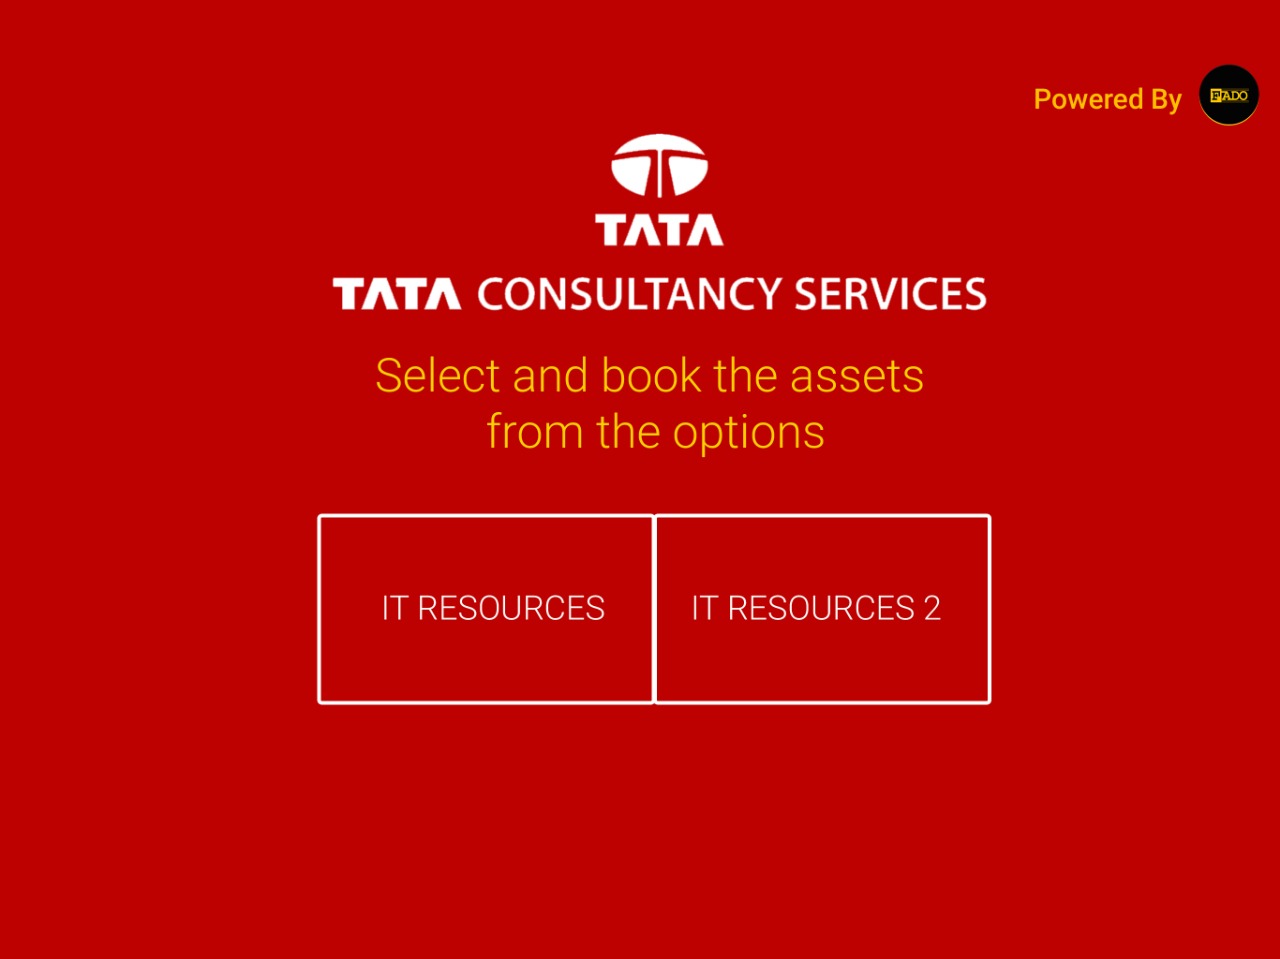 Powered By
FADO
TATA
TATA CONSULTANCY SERVICES
Select and book the assets
from the options
IT RESOURCES
IT RESOURCES 2